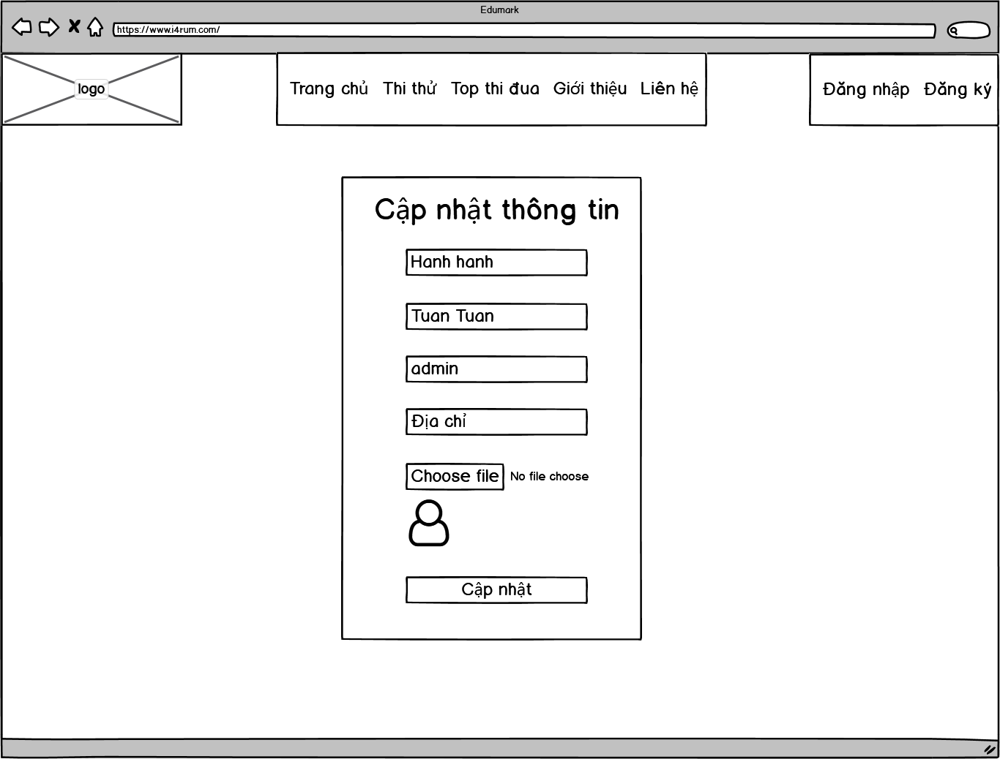 Edumark
https://www.i4rum.com/
logo
Trang chủ Thi thử Top thi đua Giới thiệu Liên hệ
Đăng nhập Đăng ký
Cập nhật thông tin
Hanh hanh
Tuan Tuan
admin
Địa chỉ
Choose file No file choose
Cập nhật